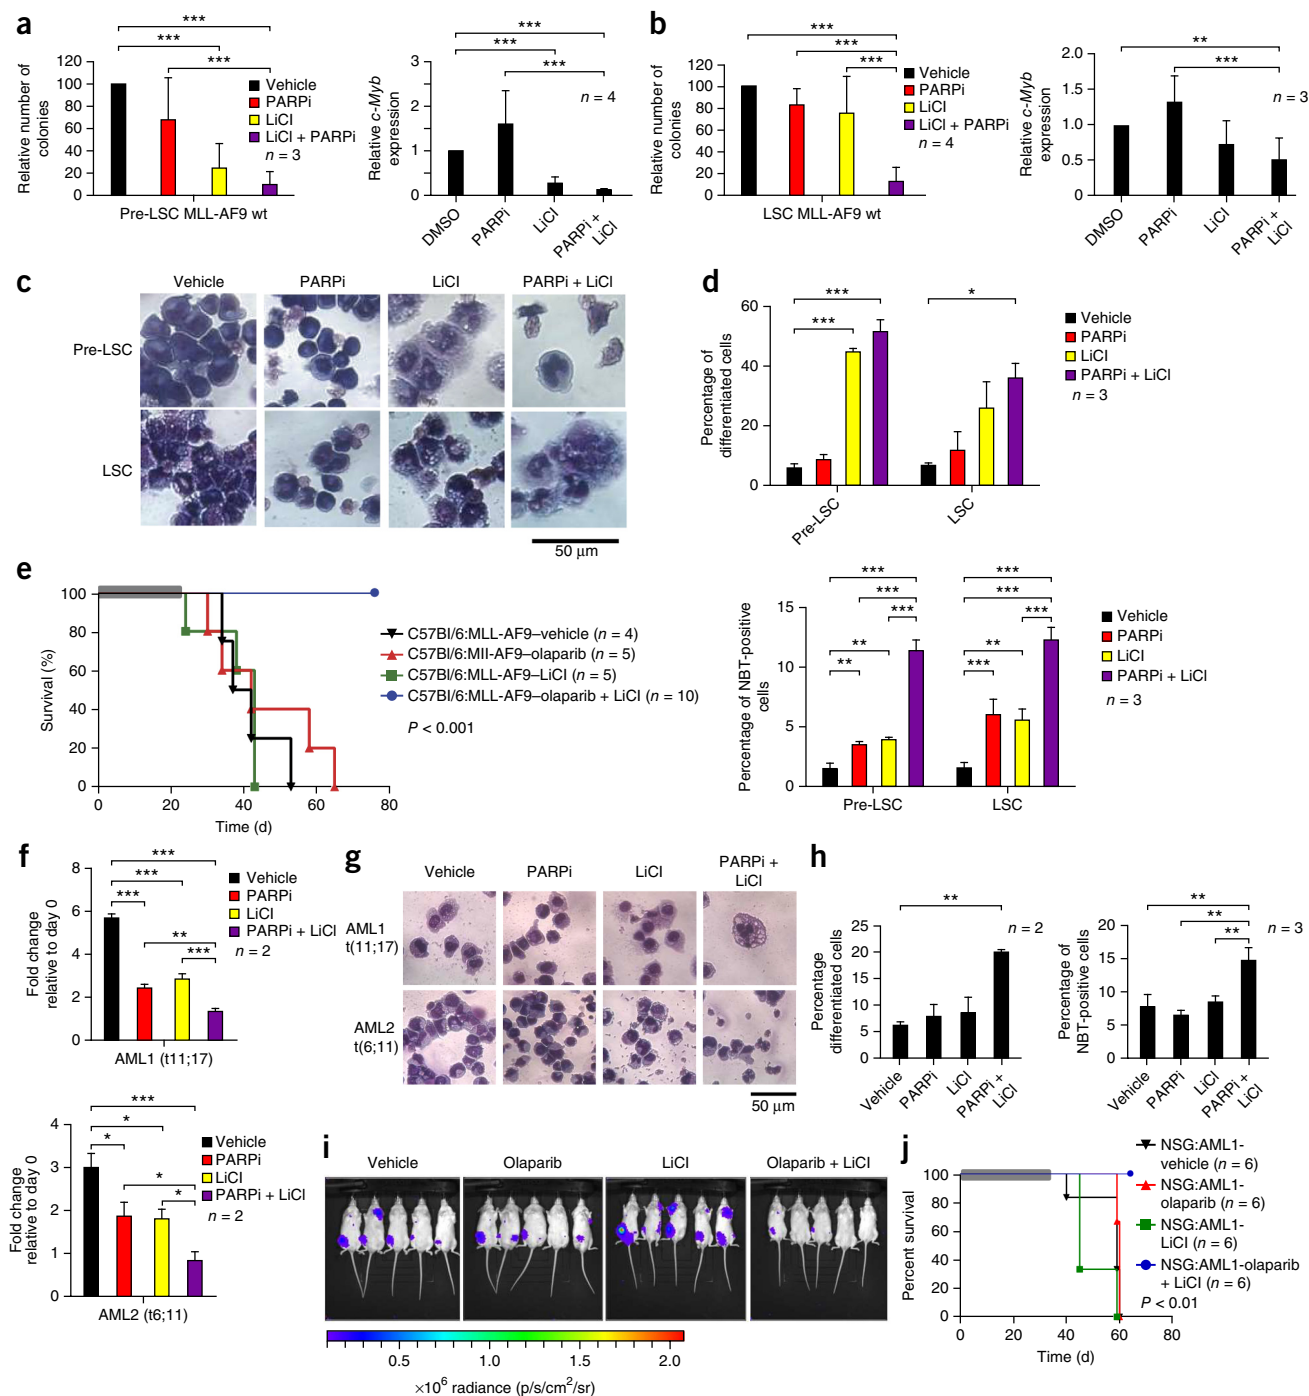 a
***
***
***
Relative number of
colonies
120
100
80
60
40
20
0
Vehicle
PARPi
LiCl
LiCl + PARPi
n = 3
Pre-LSC MLL-AF9 wt
***
***
***
n = 4
Relative c-Myb
expression
3
2
1
0
DMSO
PARPi
LiCl
PARPi +
LiCl
b
***
***
***
Relative number of
colonies
120
100
80
60
40
20
0
Vehicle
PARPi
LiCl
LiCl + PARPi
n = 4
LSC MLL-AF9 wt
**
***
n = 3
Relative c-Myb
expression
2.0
1.5
1.0
0.5
0
DMSO
PARPi
LiCl
PARPi +
LiCl
c
Vehicle
PARPi
LiCl
PARPi + LiCl
Pre-LSC
LSC
50 μm
d
***
***
*
Percentage of
differentiated cells
60
40
20
0
Pre-LSC
LSC
Vehicle
PARPi
LiCl
PARPi + LiCl
n = 3
***
***
***
**
**
***
***
***
**
***
Percentage of NBT-positive
cells
15
10
5
0
Pre-LSC
LSC
Vehicle
PARPi
LiCl
PARPi + LiCl
n = 3
e
Survival (%)
100
80
60
40
20
0
0
20
40
60
80
Time (d)
C57Bl/6:MLL-AF9–vehicle (n = 4)
C57Bl/6:Mll-AF9–olaparib (n = 5)
C57Bl/6:MLL-AF9–LiCl (n = 5)
C57Bl/6:MLL-AF9–olaparib + LiCl (n = 10)
P < 0.001
f
***
***
***
**
***
Fold change
relative to day 0
8
6
4
2
0
Vehicle
PARPi
LiCl
PARPi + LiCl
n = 2
AML1 (t11;17)
***
*
*
*
*
Fold change
relative to day 0
4
3
2
1
0
Vehicle
PARPi
LiCl
PARPi + LiCl
n = 2
AML2 (t6;11)
g
Vehicle
PARPi
LiCl
PARPi +
LiCl
AML1
t(11;17)
AML2
t(6;11)
50 μm
h
**
n = 2
Percentage
differentiated cells
25
20
15
10
5
0
Vehicle
PARPi
LiCl
PARPi +
LiCl
**
**
**
n = 3
Percentage of
NBT-positive cells
20
15
10
5
0
Vehicle
PARPi
LiCl
PARPi +
LiCl
i
Vehicle
Olaparib
LiCl
Olaparib + LiCl
0.5
1.0
1.5
2.0
×10⁶ radiance (p/s/cm²/sr)
j
Percent survival
100
80
60
40
20
0
0
20
40
60
80
Time (d)
NSG:AML1-
vehicle (n = 6)
NSG:AML1-
olaparib (n = 6)
NSG:AML1-
LiCl (n = 6)
NSG:AML1-olaparib
+ LiCl (n = 6)
P < 0.01